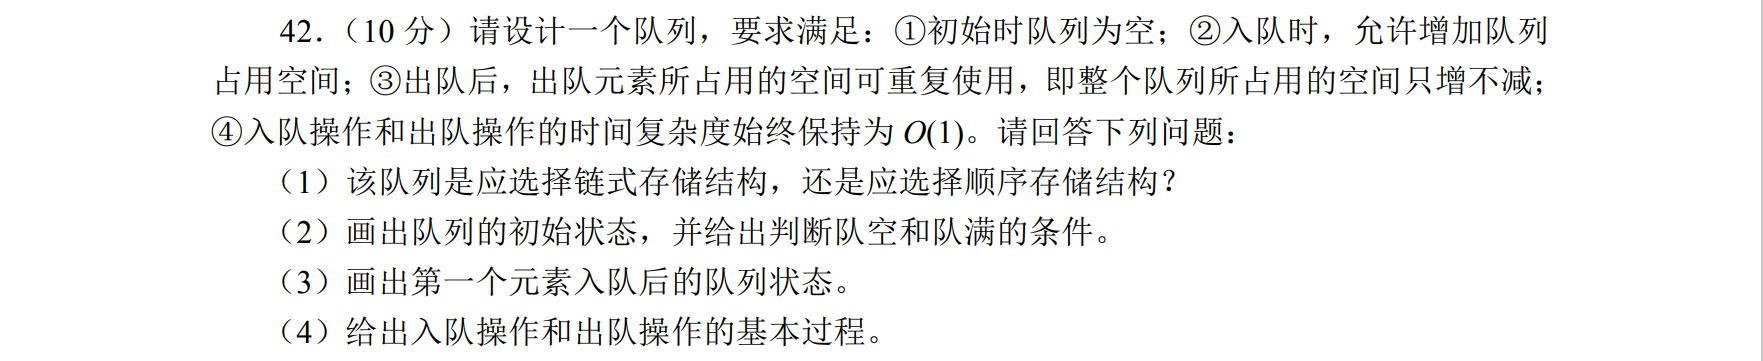 42.（10 分）请设计一个队列，要求满足：①初始时队列为空；②入队时，允许增加队列
占用空间；③出队后，出队元素所占用的空间可重复使用，即整个队列所占用的空间只增不减；
④入队操作和出队操作的时间复杂度始终保持为 O(1)。请回答下列问题：
（1）该队列是应选择链式存储结构，还是应选择顺序存储结构？
（2）画出队列的初始状态，并给出判断队空和队满的条件。
（3）画出第一个元素入队后的队列状态。
（4）给出入队操作和出队操作的基本过程。